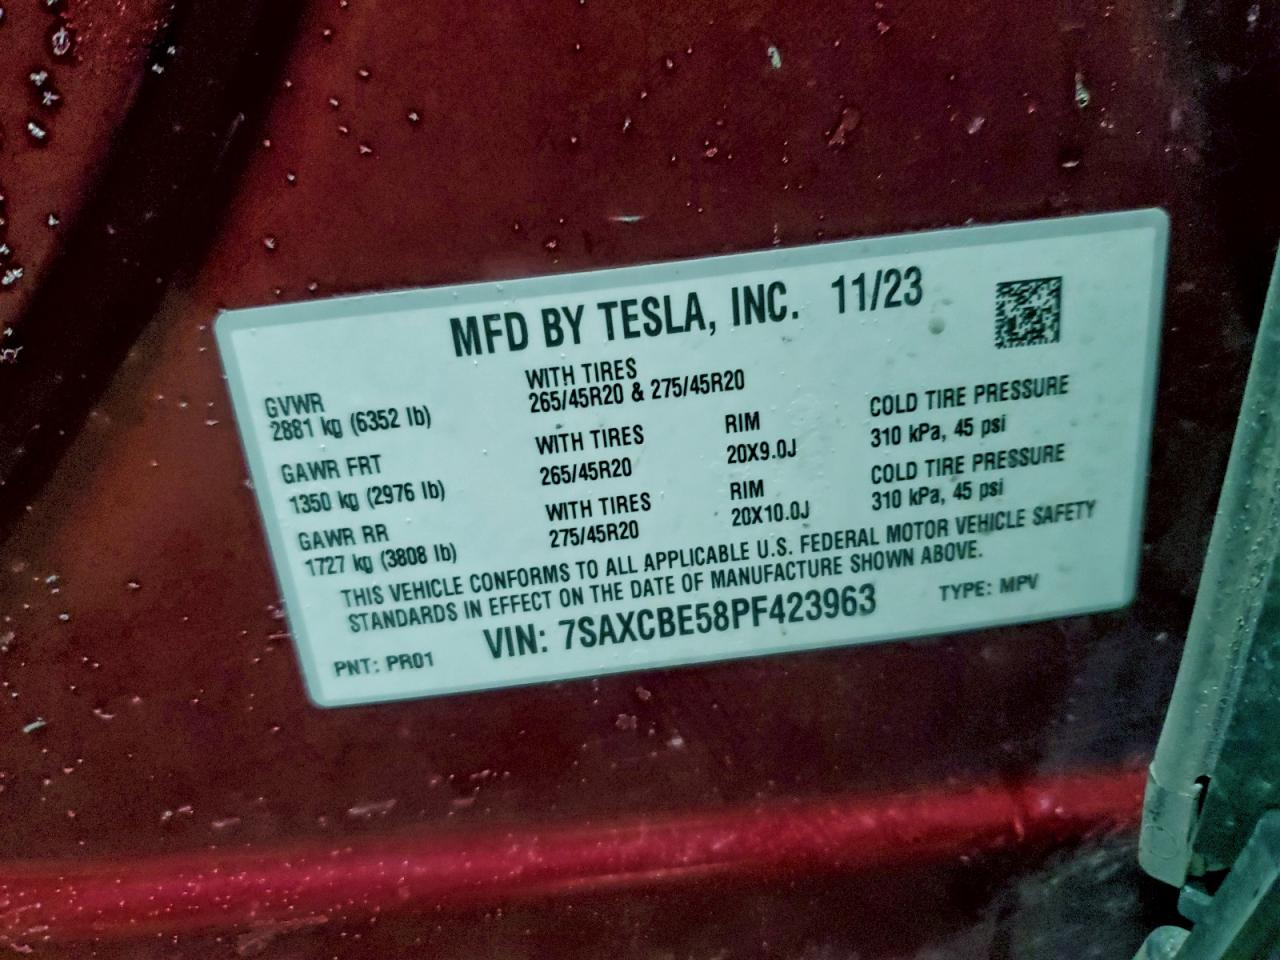 MFD BY TESLA, INC. 11/23
GVWR
2881 kg (6352 lb)
WITH TIRES
265/45R20 & 275/45R20
GAWR FRT
1350 kg (2976 lb)
WITH TIRES
265/45R20
RIM
20X9.0J
COLD TIRE PRESSURE
310 kPa, 45 psi
GAWR RR
1727 kg (3808 lb)
WITH TIRES
275/45R20
RIM
20X10.0J
COLD TIRE PRESSURE
310 kPa, 45 psi
THIS VEHICLE CONFORMS TO ALL APPLICABLE U.S. FEDERAL MOTOR VEHICLE SAFETY
STANDARDS IN EFFECT ON THE DATE OF MANUFACTURE SHOWN ABOVE.
PNT: PR01
VIN: 7SAXCBE58PF423963
TYPE: MPV